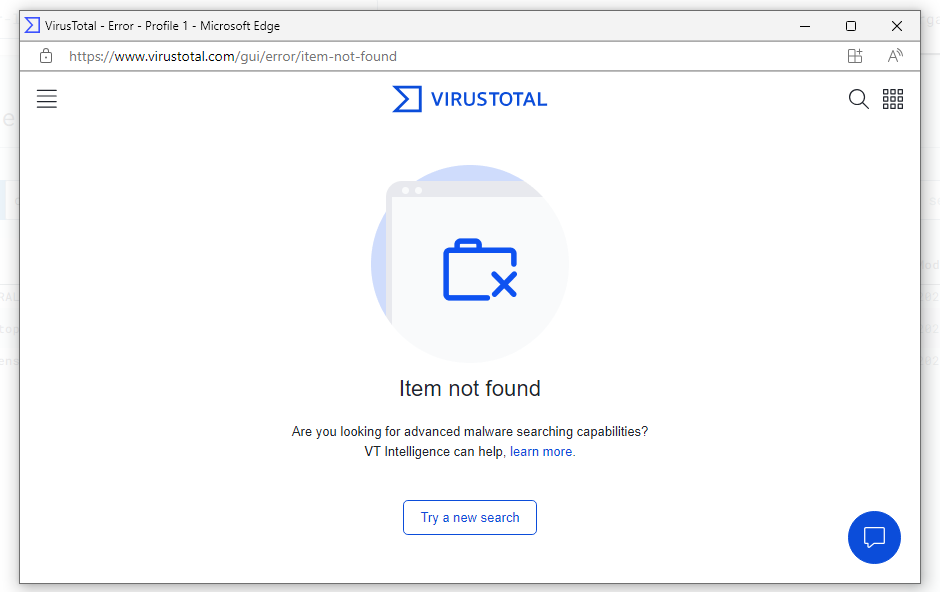 VirusTotal - Error - Profile 1 - Microsoft Edge
https://www.virustotal.com/gui/error/item-not-found
VIRUSTOTAL
Item not found
Are you looking for advanced malware searching capabilities?
VT Intelligence can help, learn more.
Try a new search